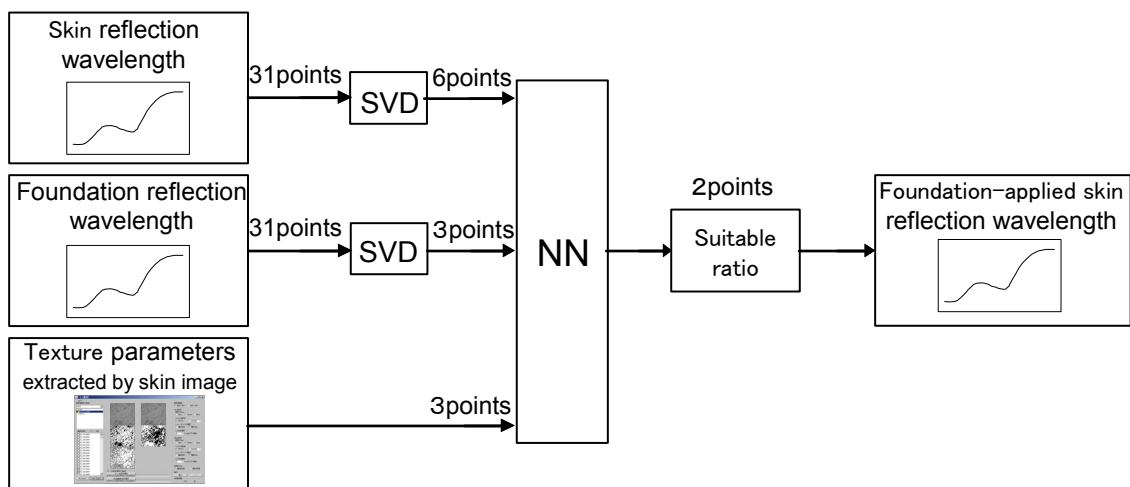 Skin reflection
wavelength
31points
SVD
6points
Foundation reflection
wavelength
31points
SVD
3points
Texture parameters
extracted by skin image
3points
NN
2points
Suitable
ratio
Foundation-applied skin
reflection wavelength